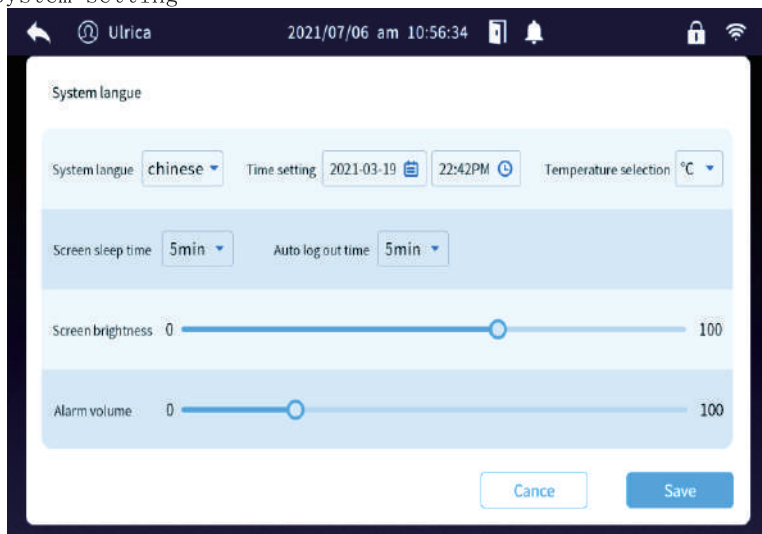 system setting
Ulrica 2021/07/06 am 10:56:34
System langue
System langue chinese Time setting 2021-03-19 22:42PM Temperature selection °C
Screen sleep time 5min Auto log out time 5min
Screen brightness 0 100
Alarm volume 0 100
Cance Save